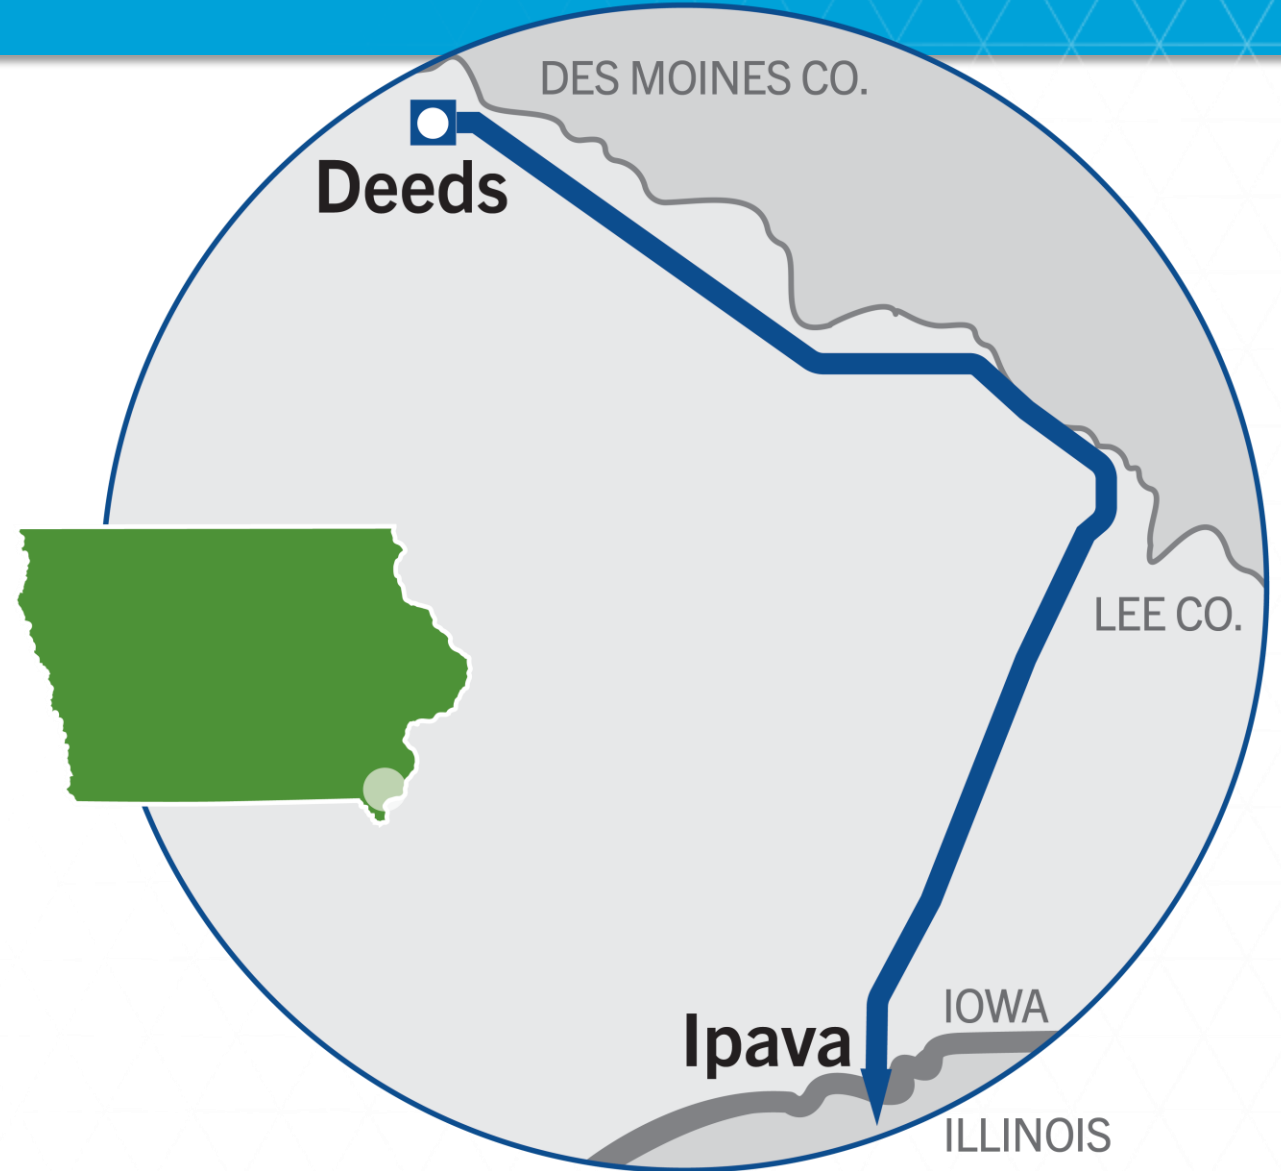 DES MOINES CO.
Deeds
LEE CO.
IOWA
Ipava
ILLINOIS